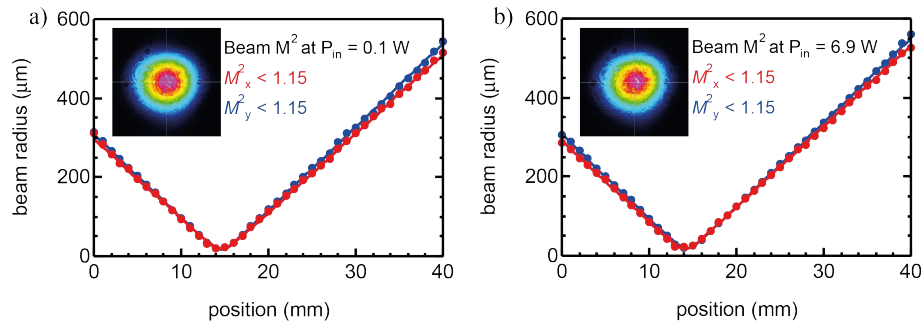 a)
600
400
200
0
beam radius (μm)
Beam M² at Pin = 0.1 W
M²x < 1.15
M²y < 1.15
0 10 20 30 40
position (mm)
b)
600
400
200
0
beam radius (μm)
Beam M² at Pin = 6.9 W
M²x < 1.15
M²y < 1.15
0 10 20 30 40
position (mm)